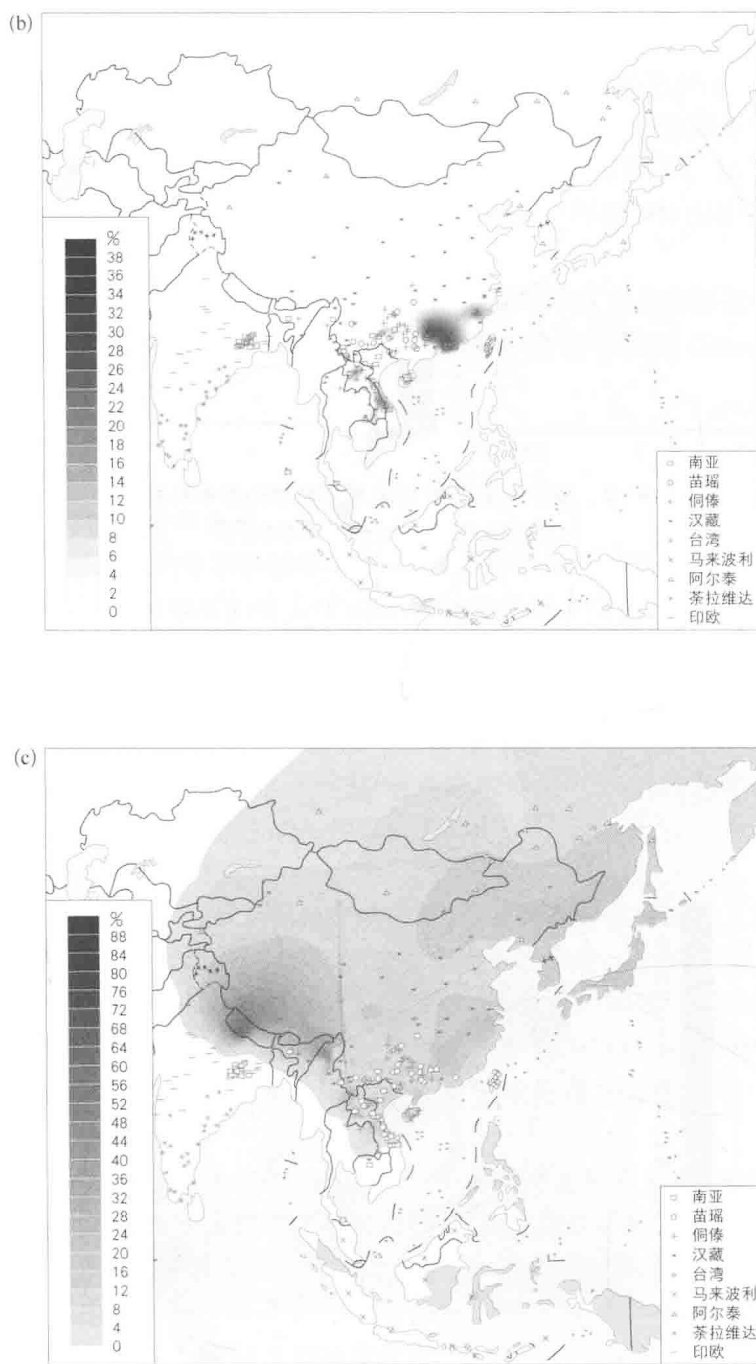 (b)
%
38
36
34
32
30
28
26
24
22
20
18
16
14
12
10
8
6
4
2
0
南亚
苗瑶
侗傣
汉藏
台湾
马来波利
阿尔泰
荼拉维达
印欧
(c)
%
88
84
80
76
72
68
64
60
56
52
48
44
40
36
32
28
24
20
16
12
8
4
0
南亚
苗瑶
侗傣
汉藏
台湾
马来波利
阿尔泰
荼拉维达
印欧